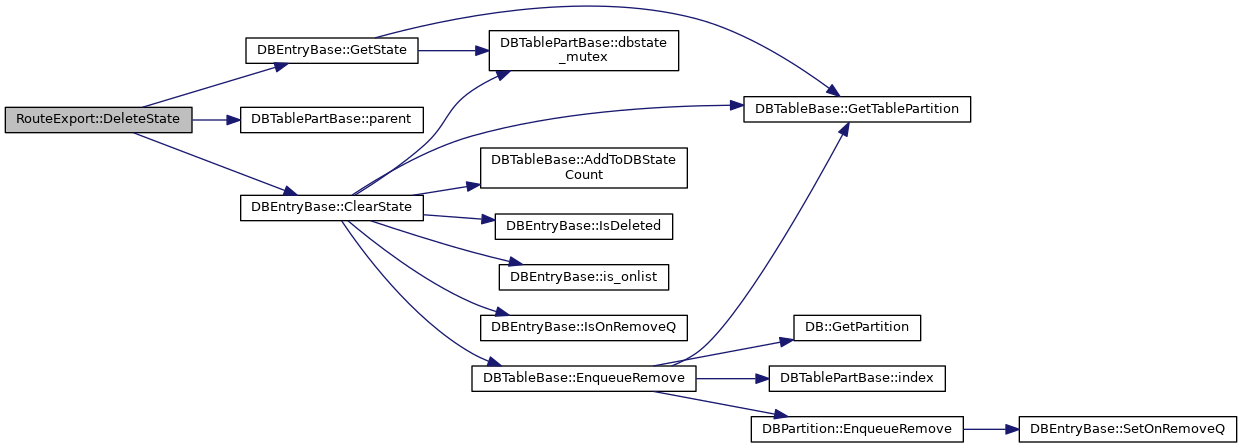 RouteExport::DeleteState
DBEntryBase::GetState
DBTablePartBase::parent
DBEntryBase::ClearState
DBTablePartBase::dbstate
_mutex
DBTableBase::GetTablePartition
DBTableBase::AddToDBState
Count
DBEntryBase::IsDeleted
DBEntryBase::is_onlist
DBEntryBase::IsOnRemoveQ
DBTableBase::EnqueueRemove
DB::GetPartition
DBTablePartBase::index
DBPartition::EnqueueRemove
DBEntryBase::SetOnRemoveQ